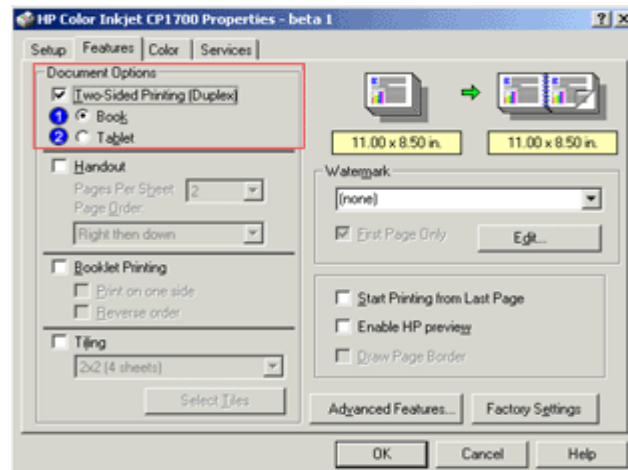 HP Color Inkjet CP1700 Properties - beta 1
Setup Features Color Services
Document Options
Two-Sided Printing (Duplex)
1 Book
2 Tablet
11.00 x 8.50 in. 11.00 x 8.50 in.
Handout
Pages Per Sheet 2
Page Order:
Right then down
Watermark
(none)
First Page Only Edit...
Booklet Printing
Print on one side
Reverse order
Start Printing from Last Page
Enable HP preview
Draw Page Border
Tiling
2x2 (4 sheets)
Select Tiles
Advanced Features... Factory Settings
OK Cancel Help